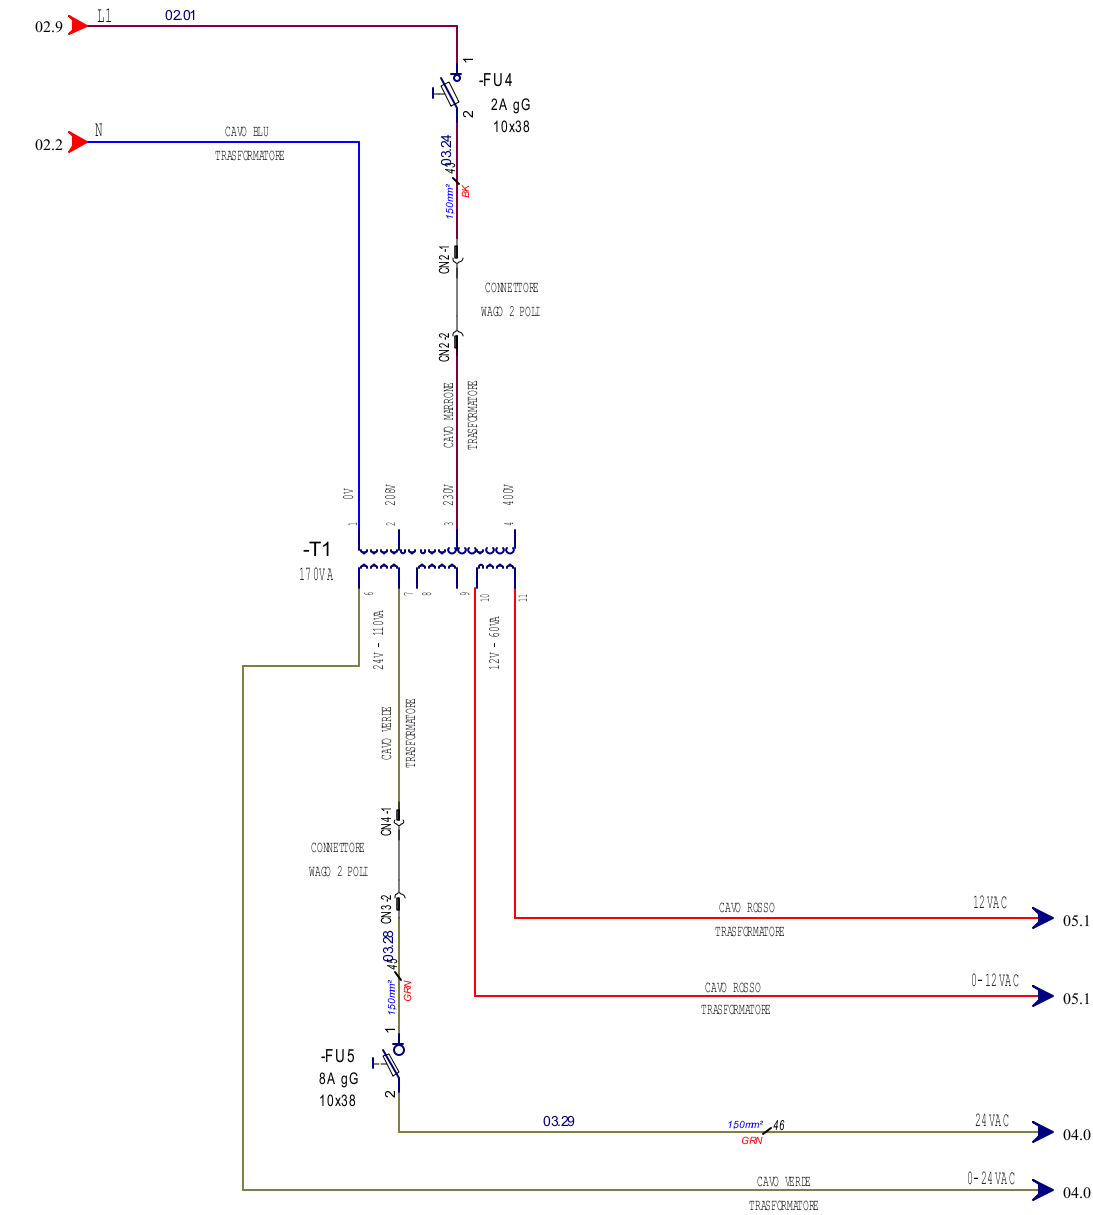 L1
02.01
02.9
1
-FU4
2A gG
2
10x38
N
CAVO BLU
02.2
TRASFORMATORE
03.24
43
150mm²
BK
CN2-1
CONNETTORE
WAGO 2 POLI
CN2-2
CAVO MARRONE
TRASFORMATORE
0V
208V
230V
400V
1
2
3
4
-T1
170VA
6
7
8
9
10
11
24V - 110VA
12V - 60VA
CAVO VERDE
TRASFORMATORE
CN4-1
CONNETTORE
WAGO 2 POLI
CN3-2
12VAC
CAVO ROSSO
05.1
TRASFORMATORE
03.28
45
150mm²
GRN
0-12VAC
CAVO ROSSO
05.1
TRASFORMATORE
1
-FU5
8A gG
2
10x38
03.29
150mm²
46
GRN
24VAC
04.0
0-24VAC
CAVO VERDE
04.0
TRASFORMATORE